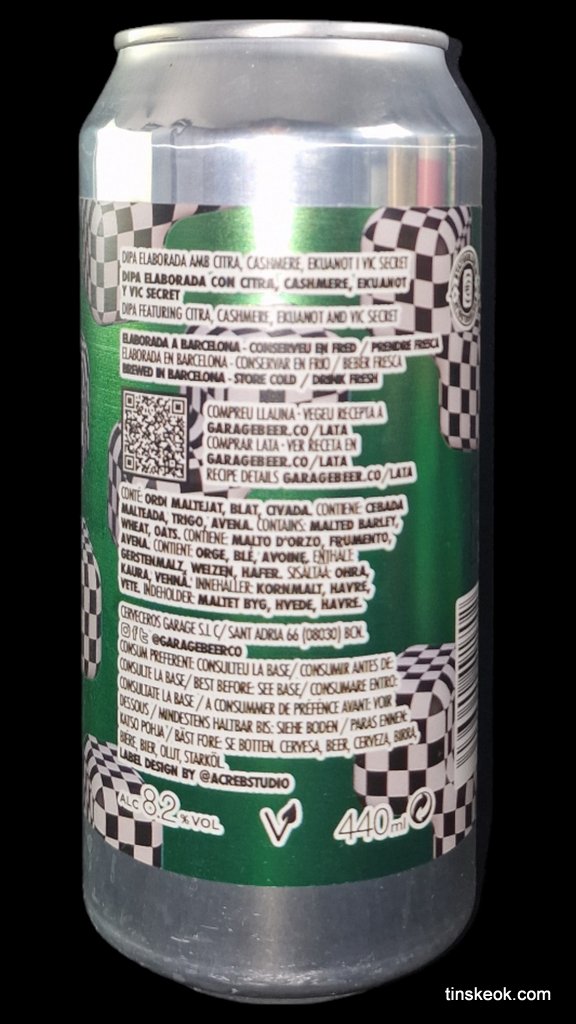 DIPA ELABORADA AMB CITRA, CASHMERE, EKUANOT I VIC SECRET
DIPA ELABORADA CON CITRA, CASHMERE, EKUANOT
Y VIC SECRET
DIPA FEATURING CITRA, CASHMERE, EKUANOT AND VIC SECRET
ELABORADA A BARCELONA - CONSERVEU EN FRED / PRENDRE FRESCA
ELABORADA EN BARCELONA - CONSERVAR EN FRIO / BEBER FRESCA
BREWED IN BARCELONA - STORE COLD / DRINK FRESH
COMPREU LLAUNA - VEGEU RECEPTA A
GARAGEBEER.CO/LATA
COMPRAR LATA - VER RECETA EN
GARAGEBEER.CO/LATA
RECIPE DETAILS GARAGEBEER.CO/LATA
CONTÉ: ORDI MALTEJAT, BLAT, CIVADA. CONTIENE: CEBADA
MALTEADA, TRIGO, AVENA. CONTAINS: MALTED BARLEY,
WHEAT, OATS. CONTIENE: MALTO D'ORZO, FRUMENTO,
AVENA. CONTIENT: ORGE, BLÉ, AVOINE. ENTHÄLT:
GERSTENMALZ, WEIZEN, HAFER. SISÄLTÄÄ: OHRA,
KAURA, VEHNÄ. INNEHÅLLER: KORNMALT, HAVRE,
VETE. INDEHOLDER: MALTET BYG, HVEDE, HAVRE.
CERVECEROS GARAGE S.L C/ SANT ADRIA 66 (08030) BCN.
@GARAGEBEERCO
CONSUM PREFERENT: CONSULTEU LA BASE/ CONSUMIR ANTES DE:
CONSULTE LA BASE/ BEST BEFORE: SEE BASE/ CONSUMARE ENTRO:
CONSULTATE LA BASE / A CONSUMMER DE PRÉFÉNCE AVANT: VOIR
DESSOUS / MINDESTENS HALTBAR BIS: SIEHE BODEN / PARAS ENNEN:
KATSO POHJA / BÄST FORE: SE BOTTEN. CERVESA, BEER, CERVEZA, BIRRA,
BIÈRE, BIER, OLUT, STARKÖL.
LABEL DESIGN BY @ACREBSTUDIO
ALC 8.2 % VOL
V
440ml
tinskeok.com